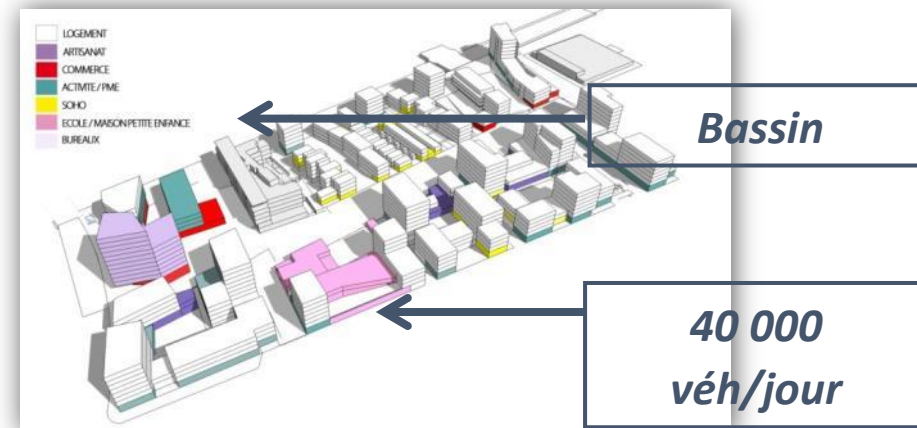 LOGEMENT
ARTISANAT
COMMERCE
ACTIVITE / PME
SOHO
ECOLE / MAISON PETITE ENFANCE
BUREAUX
Bassin
40 000
véh/jour